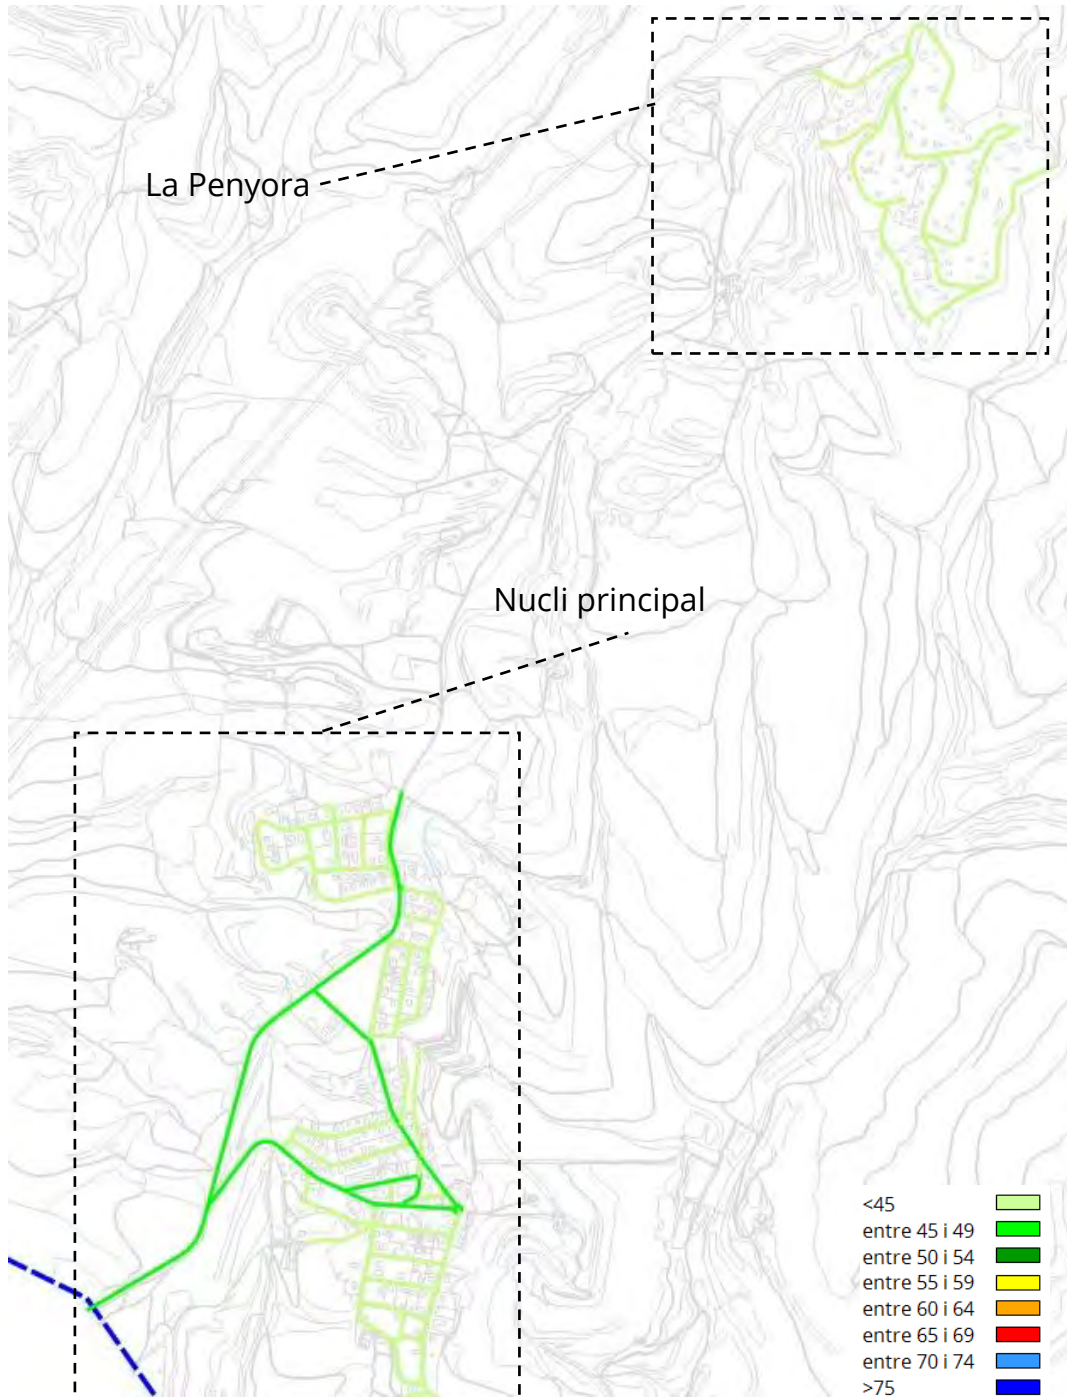 La Penyora
Nucli principal
<45
entre 45 i 49
entre 50 i 54
entre 55 i 59
entre 60 i 64
entre 65 i 69
entre 70 i 74
>75